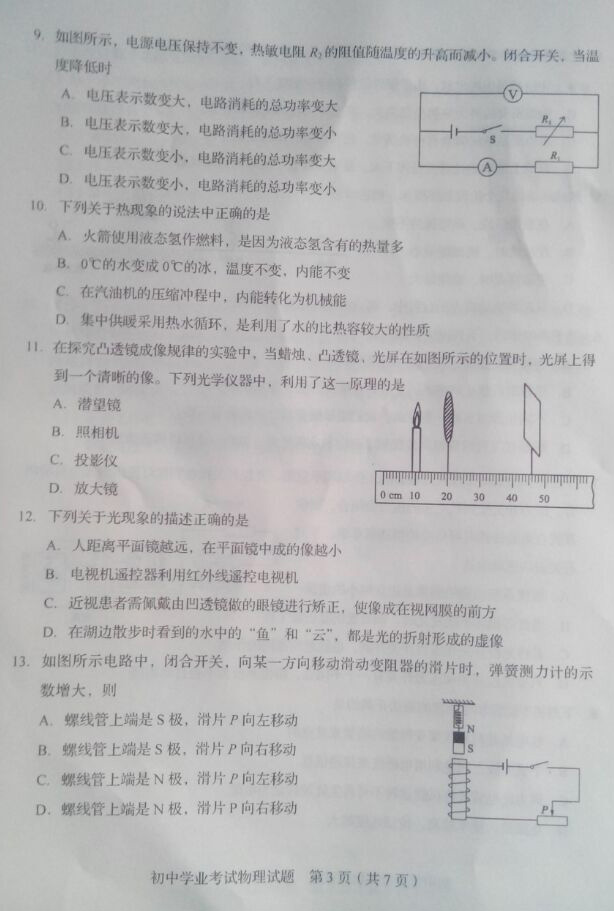 9. 如图所示，电源电压保持不变，热敏电阻 R₂的阻值随温度的升高而减小。闭合开关，当温
度降低时
A. 电压表示数变大，电路消耗的总功率变大
B. 电压表示数变大，电路消耗的总功率变小
C. 电压表示数变小，电路消耗的总功率变大
D. 电压表示数变小，电路消耗的总功率变小
V
R₂
S
A
R₁
10. 下列关于热现象的说法中正确的是
A. 火箭使用液态氢作燃料，是因为液态氢含有的热量多
B. 0℃的水变成0℃的冰，温度不变，内能不变
C. 在汽油机的压缩冲程中，内能转化为机械能
D. 集中供暖采用热水循环，是利用了水的比热容较大的性质
11. 在探究凸透镜成像规律的实验中，当蜡烛、凸透镜、光屏在如图所示的位置时，光屏上得
到一个清晰的像。下列光学仪器中，利用了这一原理的是
A. 潜望镜
B. 照相机
C. 投影仪
D. 放大镜
0 cm 10 20 30 40 50
12. 下列关于光现象的描述正确的是
A. 人距离平面镜越远，在平面镜中成的像越小
B. 电视机遥控器利用红外线遥控电视机
C. 近视患者需佩戴由凹透镜做的眼镜进行矫正，使像成在视网膜的前方
D. 在湖边散步时看到的水中的“鱼”和“云”，都是光的折射形成的虚像
13. 如图所示电路中，闭合开关，向某一方向移动滑动变阻器的滑片时，弹簧测力计的示
数增大，则
A. 螺线管上端是 S 极，滑片 P 向左移动
B. 螺线管上端是 S 极，滑片 P 向右移动
C. 螺线管上端是 N 极，滑片 P 向左移动
D. 螺线管上端是 N 极，滑片 P 向右移动
N
S
P
初中学业考试物理试题 第3页（共7页）